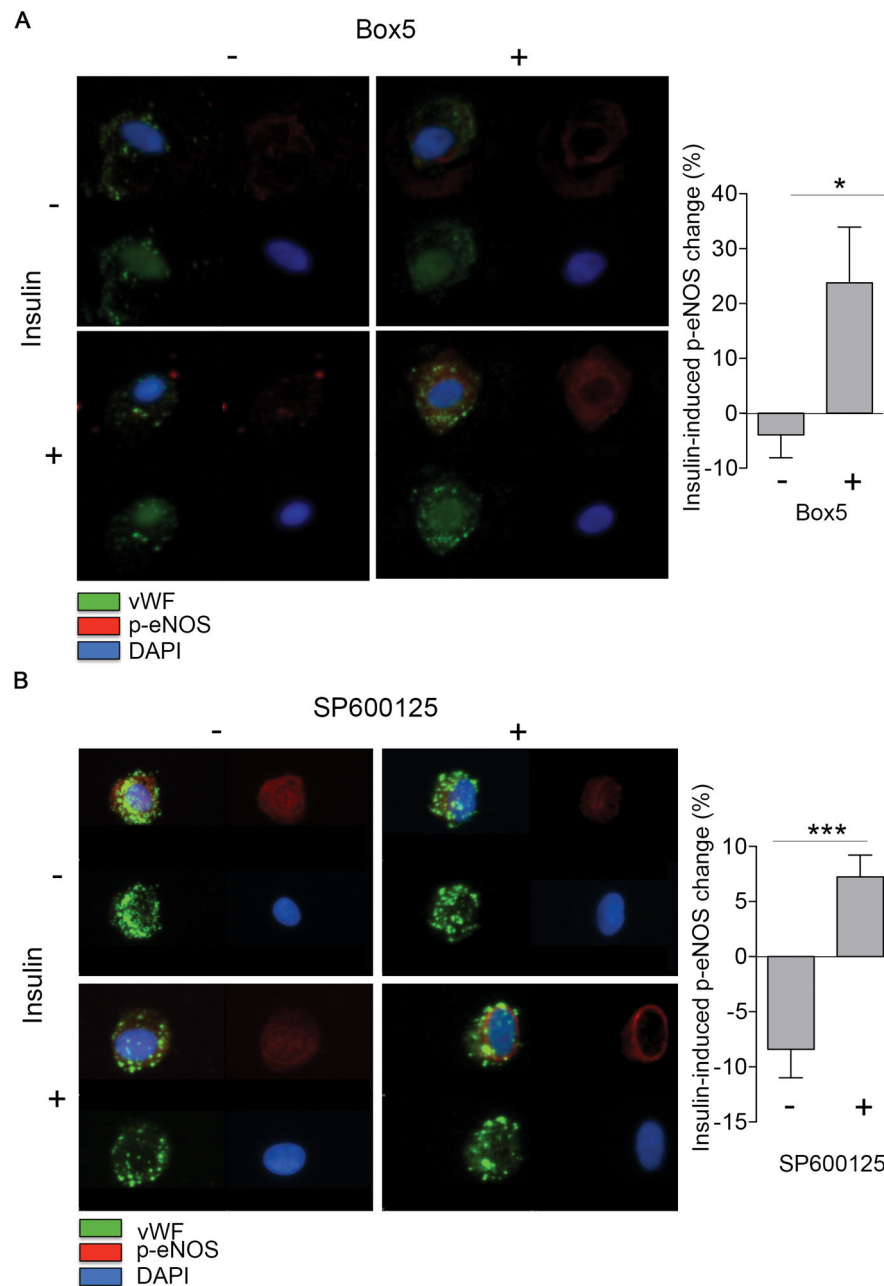 A
Box5
- +
Insulin
-
+
vWF
p-eNOS
DAPI
Insulin-induced p-eNOS change (%)
40
30
20
10
0
-10
*
- +
Box5
B
SP600125
- +
Insulin
-
+
vWF
p-eNOS
DAPI
Insulin-induced p-eNOS change (%)
10
5
0
-5
-10
-15
***
- +
SP600125